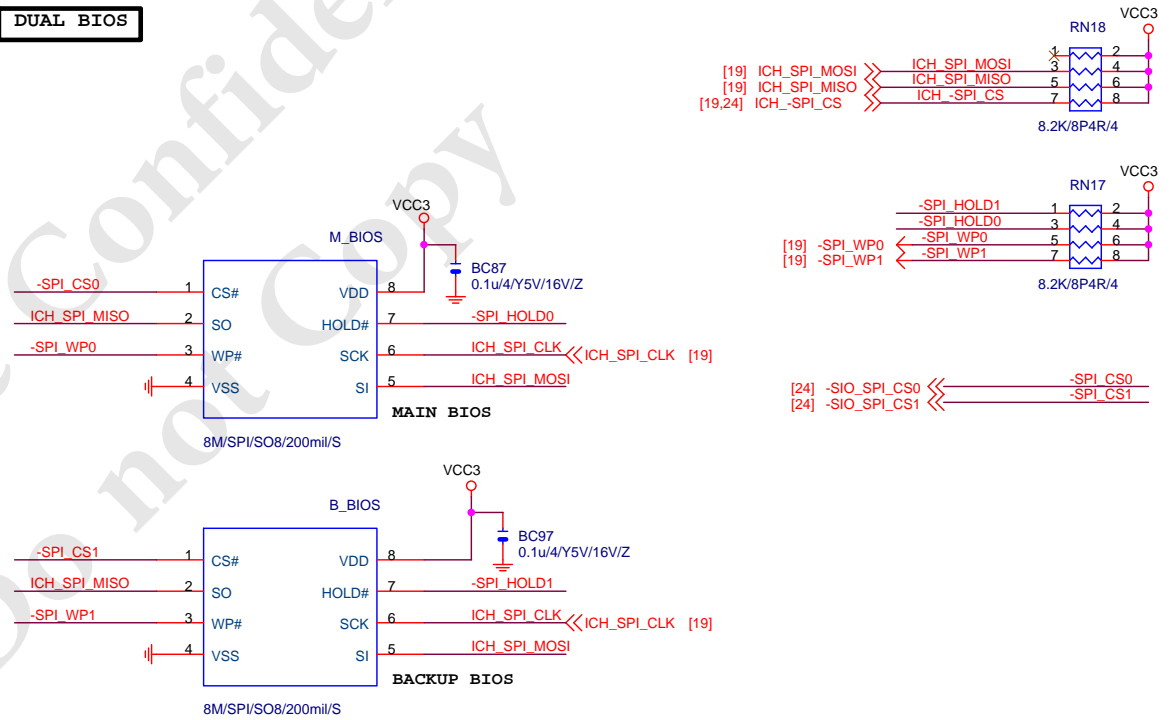 DUAL BIOS
VCC3
RN18
1 2
[19] ICH_SPI_MOSI ICH_SPI_MOSI 3 4
[19] ICH_SPI_MISO ICH_SPI_MISO 5 6
[19,24] ICH_-SPI_CS ICH_-SPI_CS 7 8
8.2K/8P4R/4
VCC3
RN17
-SPI_HOLD1 1 2
-SPI_HOLD0 3 4
[19] -SPI_WP0 -SPI_WP0 5 6
[19] -SPI_WP1 -SPI_WP1 7 8
8.2K/8P4R/4
VCC3
M_BIOS
BC87
0.1u/4/Y5V/16V/Z
-SPI_CS0 1 CS# VDD 8
ICH_SPI_MISO 2 SO HOLD# 7 -SPI_HOLD0
-SPI_WP0 3 WP# SCK 6 ICH_SPI_CLK ICH_SPI_CLK [19]
4 VSS SI 5 ICH_SPI_MOSI
MAIN BIOS
8M/SPI/SO8/200mil/S
[24] -SIO_SPI_CS0 -SPI_CS0
[24] -SIO_SPI_CS1 -SPI_CS1
VCC3
B_BIOS
BC97
0.1u/4/Y5V/16V/Z
-SPI_CS1 1 CS# VDD 8
ICH_SPI_MISO 2 SO HOLD# 7 -SPI_HOLD1
-SPI_WP1 3 WP# SCK 6 ICH_SPI_CLK ICH_SPI_CLK [19]
4 VSS SI 5 ICH_SPI_MOSI
BACKUP BIOS
8M/SPI/SO8/200mil/S
Do not Copy